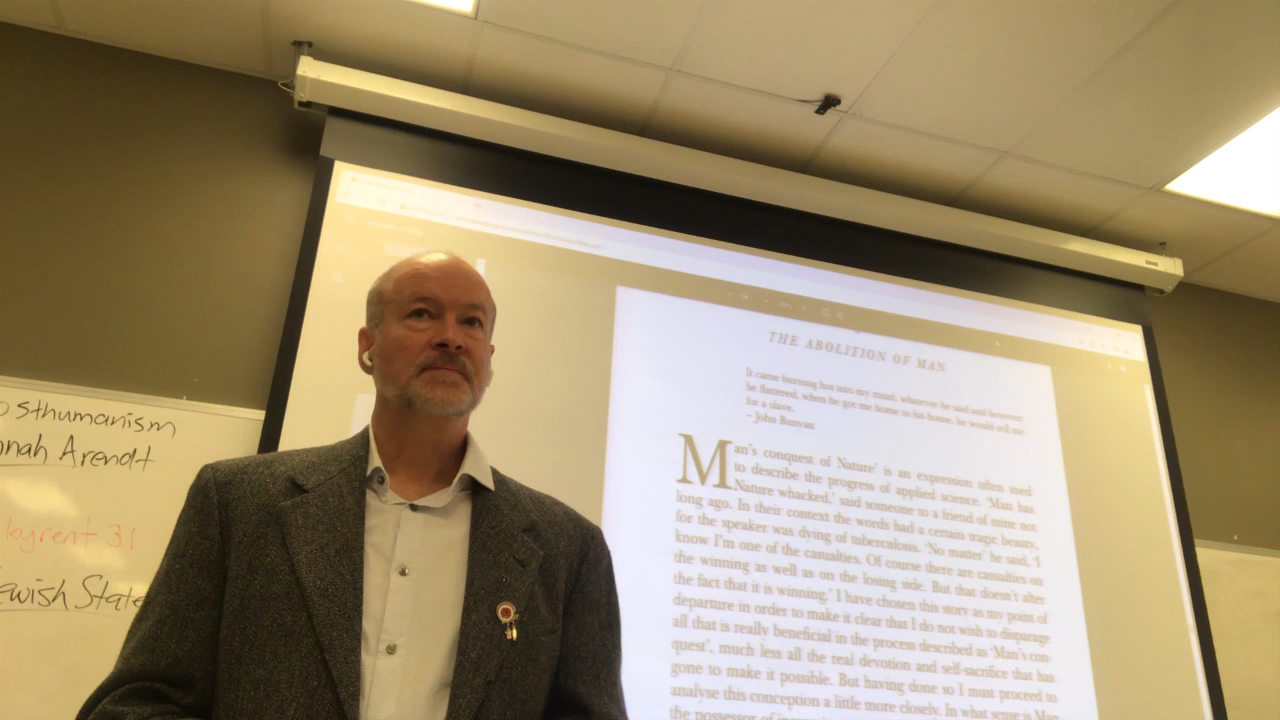 osthumanism
nnah Arendt
kyrent 31
ewish State
THE ABOLITION OF MAN
It came burning hot into my mind, whatever he said and however
he flattered, when he got me home to his house, he would sell me
for a slave.
– John Bunyan
Man's conquest of Nature' is an expression often used
to describe the progress of applied science. 'Man has
Nature whacked,' said someone to a friend of mine not
long ago. In their context the words had a certain tragic beauty,
for the speaker was dying of tuberculosis. 'No matter' he said, 'I
know I'm one of the casualties. Of course there are casualties on
the winning as well as on the losing side. But that doesn't alter
the fact that it is winning.' I have chosen this story as my point of
departure in order to make it clear that I do not wish to disparage
all that is really beneficial in the process described as 'Man's con-
quest', much less all the real devotion and self-sacrifice that has
gone to make it possible. But having done so I must proceed to
analyse this conception a little more closely. In what sense is Man
the possessor of